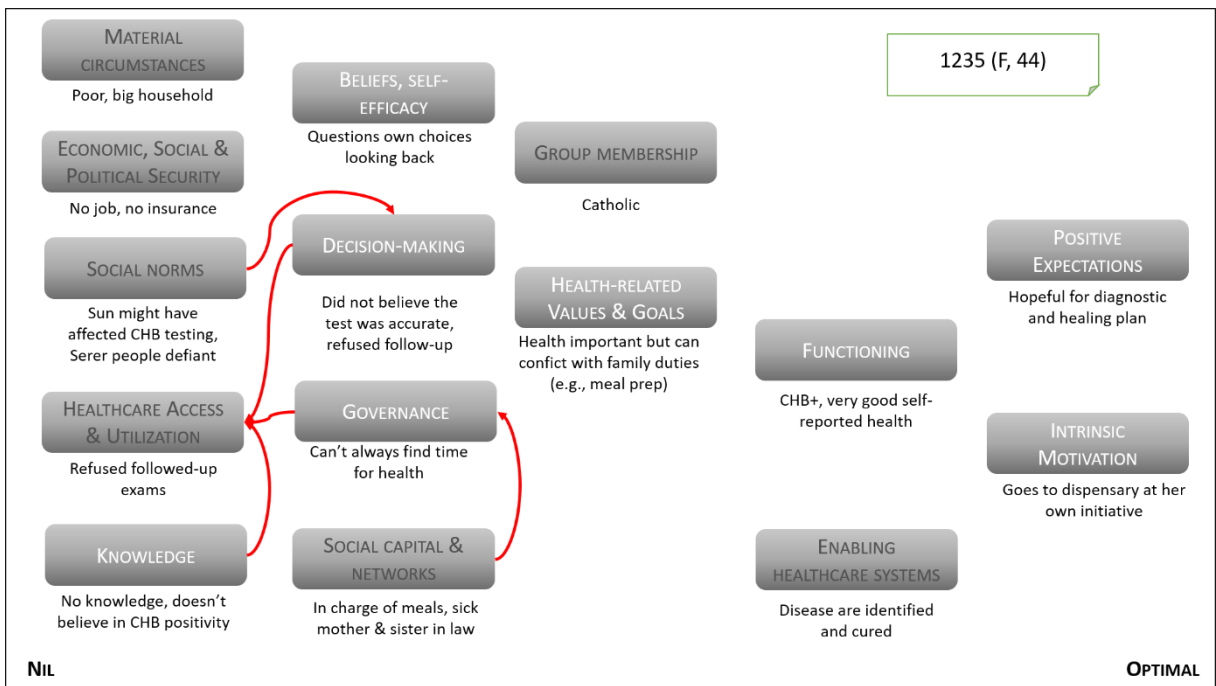 MATERIAL
CIRCUMSTANCES
Poor, big household
ECONOMIC, SOCIAL &
POLITICAL SECURITY
No job, no insurance
SOCIAL NORMS
Sun might have
affected CHB testing,
Serer people defiant
HEALTHCARE ACCESS
& UTILIZATION
Refused followed-up
exams
KNOWLEDGE
No knowledge, doesn't
believe in CHB positivity
BELIEFS, SELF-
EFFICACY
Questions own choices
looking back
DECISION-MAKING
Did not believe the
test was accurate,
refused follow-up
GOVERNANCE
Can't always find time
for health
SOCIAL CAPITAL &
NETWORKS
In charge of meals, sick
mother & sister in law
GROUP MEMBERSHIP
Catholic
HEALTH-RELATED
VALUES & GOALS
Health important but can
confict with family duties
(e.g., meal prep)
FUNCTIONING
CHB+, very good self-
reported health
ENABLING
HEALTHCARE SYSTEMS
Disease are identified
and cured
1235 (F, 44)
POSITIVE
EXPECTATIONS
Hopeful for diagnostic
and healing plan
INTRINSIC
MOTIVATION
Goes to dispensary at her
own initiative
NIL
OPTIMAL